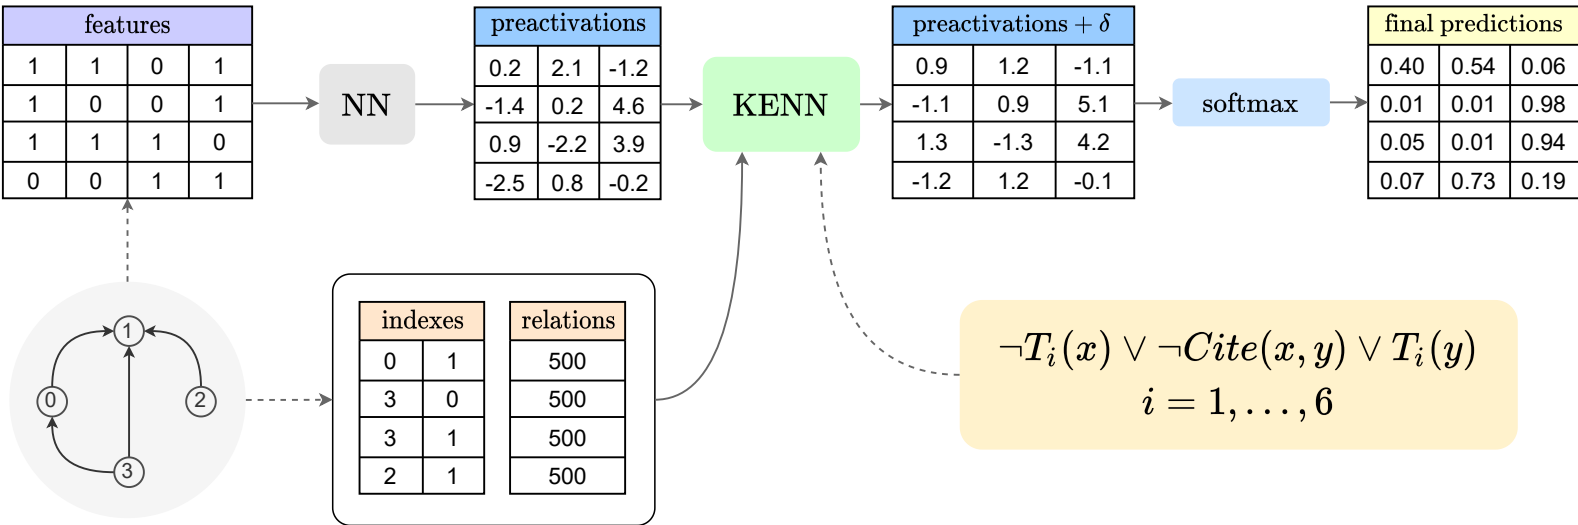 features
1 1 0 1
1 0 0 1
1 1 1 0
0 0 1 1
NN
preactivations
0.2 2.1 -1.2
-1.4 0.2 4.6
0.9 -2.2 3.9
-2.5 0.8 -0.2
KENN
preactivations + δ
0.9 1.2 -1.1
-1.1 0.9 5.1
1.3 -1.3 4.2
-1.2 1.2 -0.1
softmax
final predictions
0.40 0.54 0.06
0.01 0.01 0.98
0.05 0.01 0.94
0.07 0.73 0.19
1
0
2
3
indexes
0 1
3 0
3 1
2 1
relations
500
500
500
500
¬Tᵢ(x) ∨ ¬Cite(x, y) ∨ Tᵢ(y)
i = 1, . . . , 6